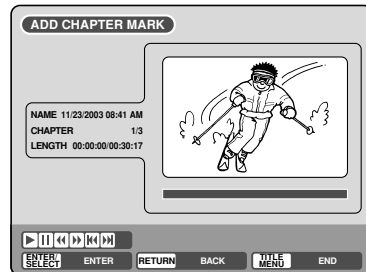 ADD CHAPTER MARK
NAME 11/23/2003 08:41 AM
CHAPTER 1/3
LENGTH 00:00:00/00:30:17
ENTER/
SELECT ENTER RETURN BACK TITLE
MENU END